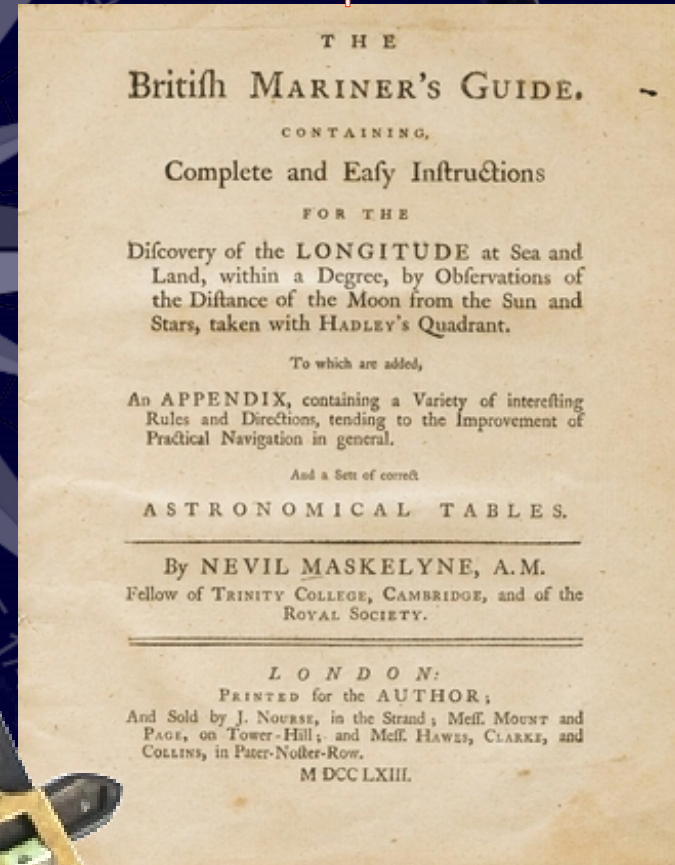 THE
Britiſh MARINER'S GUIDE.
CONTAINING,
Complete and Eaſy Inſtructions
FOR THE
Diſcovery of the LONGITUDE at Sea and
Land, within a Degree, by Obſervations of
the Diſtance of the Moon from the Sun and
Stars, taken with HADLEY'S Quadrant.
To which are added,
An APPENDIX, containing a Variety of intereſting
Rules and Directions, tending to the Improvement of
Practical Navigation in general.
And a Sett of correct
ASTRONOMICAL TABLES.
By NEVIL MASKELYNE, A.M.
Fellow of TRINITY COLLEGE, CAMBRIDGE, and of the
ROYAL SOCIETY.
LONDON:
PRINTED for the AUTHOR;
And Sold by J. NOURSE, in the Strand; Meſſ. MOUNT and
PAGE, on Tower-Hill; and Meſſ. HAWES, CLARKE, and
COLLINS, in Pater-Noſter-Row.
M DCC LXIII.